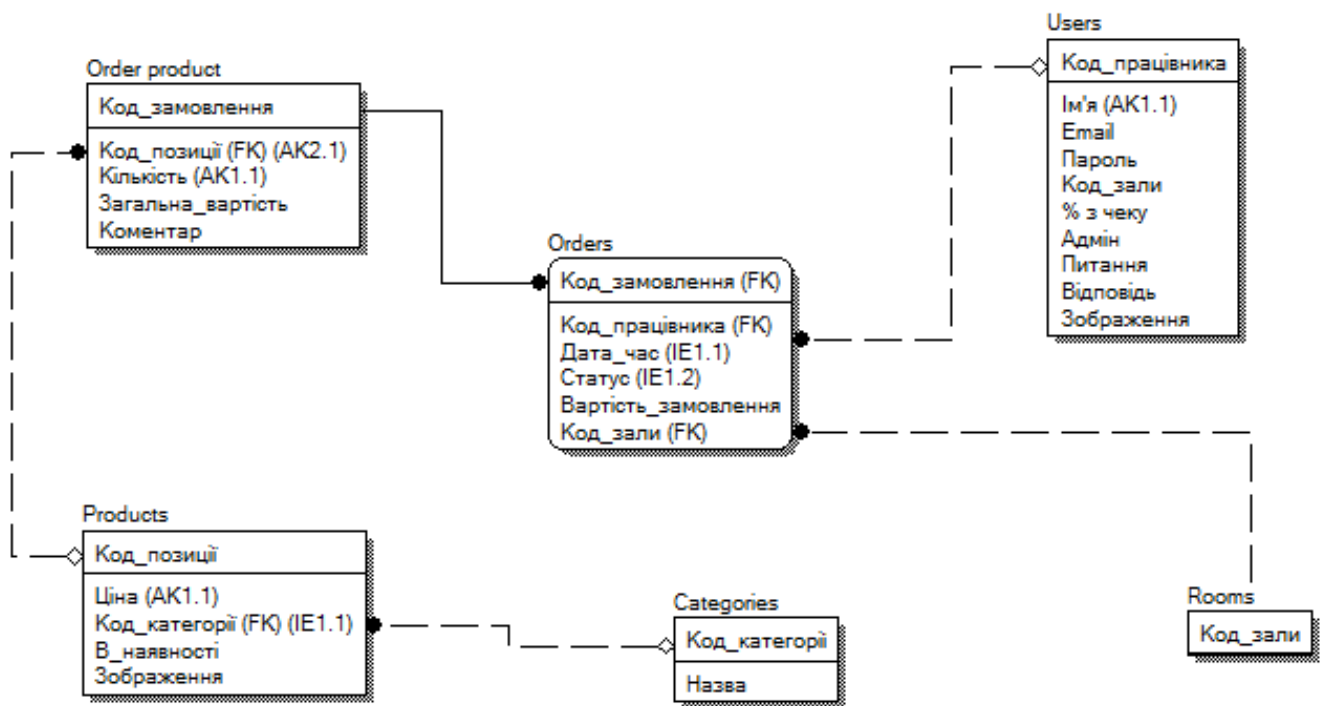 Users
Код_працівника
Ім'я (AK1.1)
Email
Пароль
Код_зали
% з чеку
Адмін
Питання
Відповідь
Зображення
Order product
Код_замовлення
Код_позиції (FK) (AK2.1)
Кількість (AK1.1)
Загальна_вартість
Коментар
Orders
Код_замовлення (FK)
Код_працівника (FK)
Дата_час (IE1.1)
Статус (IE1.2)
Вартість_замовлення
Код_зали (FK)
Products
Код_позиції
Ціна (AK1.1)
Код_категорії (FK) (IE1.1)
В_наявності
Зображення
Categories
Код_категорії
Назва
Rooms
Код_зали